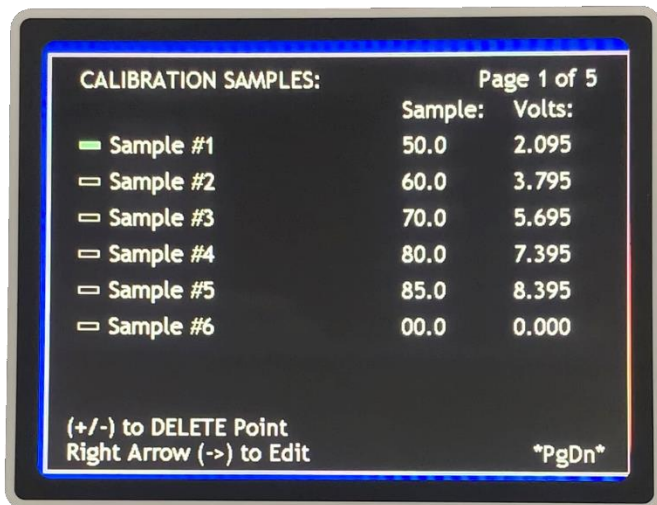 CALIBRATION SAMPLES: Page 1 of 5
Sample: Volts:
Sample #1 50.0 2.095
Sample #2 60.0 3.795
Sample #3 70.0 5.695
Sample #4 80.0 7.395
Sample #5 85.0 8.395
Sample #6 00.0 0.000
(+/-) to DELETE Point
Right Arrow (->) to Edit *PgDn*